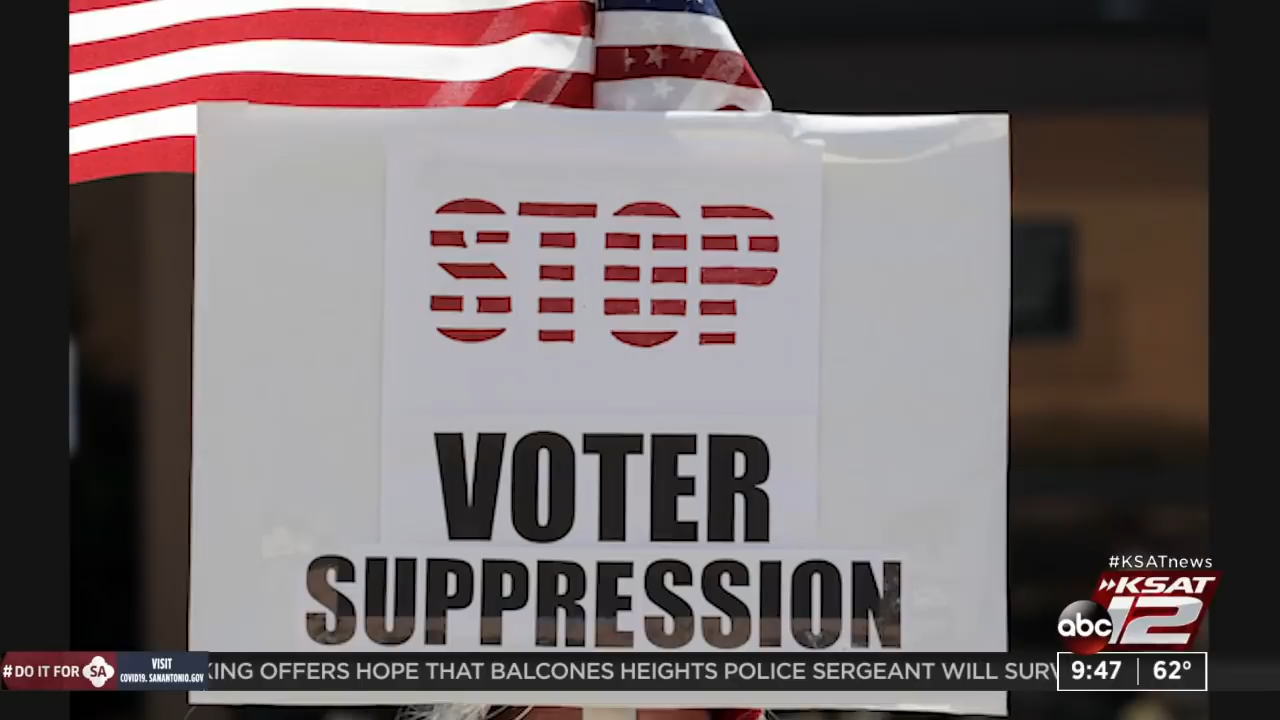 STOP
VOTER
SUPPRESSION
#KSATnews
KSAT
abc 12
#DO IT FOR SA
VISIT
COVID19.SANANTONIO.GOV
KING OFFERS HOPE THAT BALCONES HEIGHTS POLICE SERGEANT WILL SURV
9:47 62°